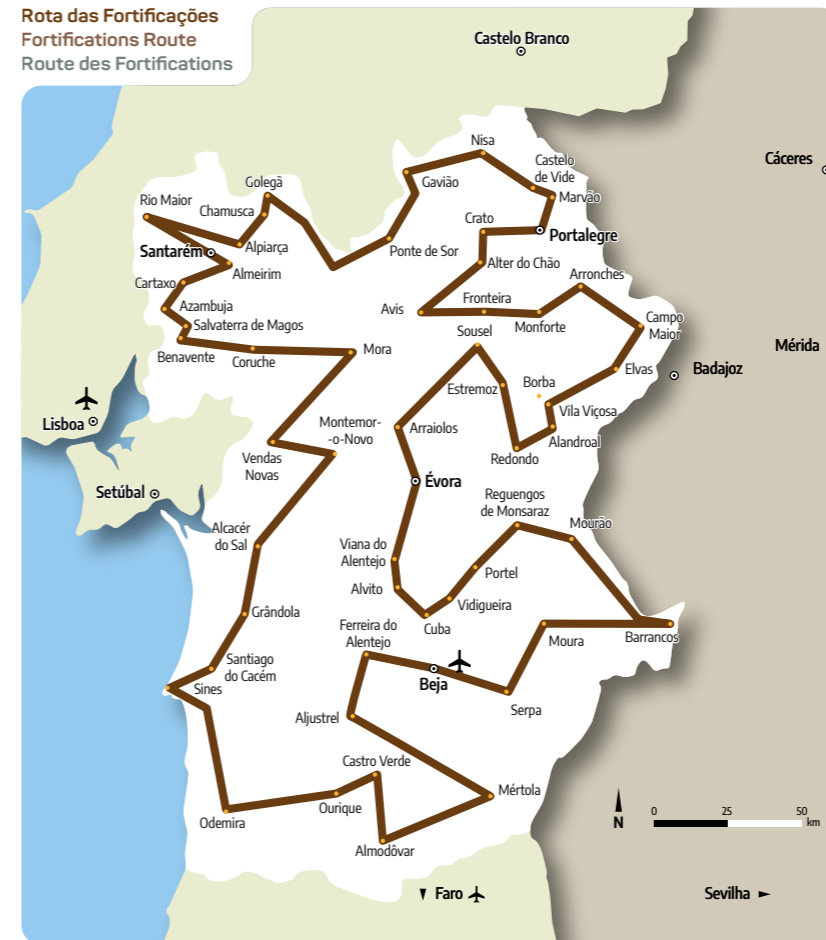 Rota das Fortificações
Fortifications Route
Route des Fortifications
Castelo Branco
Cáceres
Nisa
Castelo
de Vide
Marvão
Gavião
Golegã
Rio Maior
Chamusca
Crato
Portalegre
Santarém
Alpiarça
Ponte de Sor
Almeirim
Alter do Chão
Arronches
Cartaxo
Azambuja
Avis
Fronteira
Monforte
Campo
Maior
Salvaterra de Magos
Sousel
Benavente
Coruche
Mora
Mérida
Elvas
Badajoz
Estremoz
Borba
Vila Viçosa
Lisboa
Montemor-
-o-Novo
Arraiolos
Alandroal
Vendas
Novas
Redondo
Évora
Setúbal
Reguengos
de Monsaraz
Mourão
Alcacér
do Sal
Viana do
Alentejo
Portel
Alvito
Vidigueira
Grândola
Cuba
Ferreira do
Alentejo
Moura
Barrancos
Santiago
do Cacém
Sines
Beja
Serpa
Aljustrel
Castro Verde
Mértola
Ourique
Odemira
Almodôvar
N
0
25
50
km
Faro
Sevilha